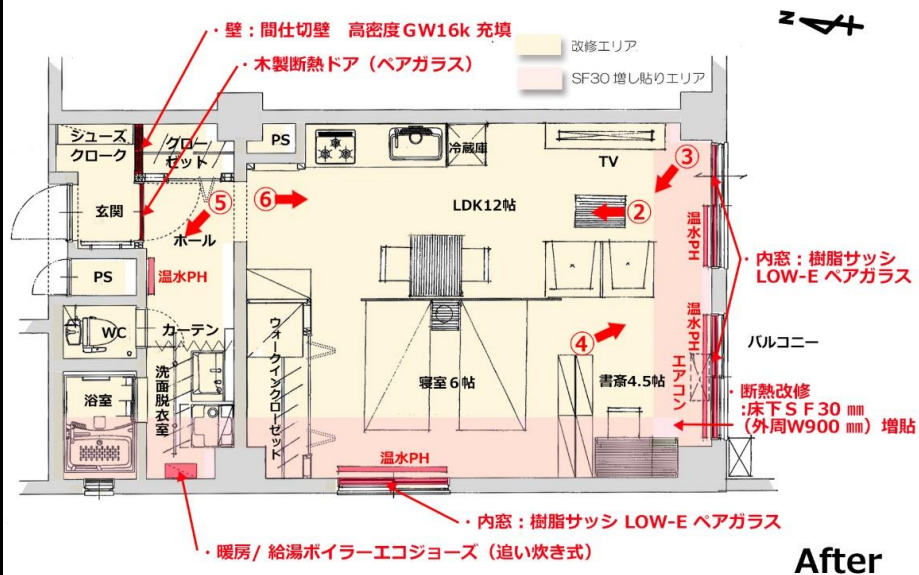 ・壁：間仕切壁　高密度GW16k 充填
・木製断熱ドア（ペアガラス）
改修エリア
SF30 増し貼りエリア
N
シューズ
クローク
グロー
ゼット
PS
冷蔵庫
TV
③
玄関
⑤
⑥
LDK12帖
②
ホール
温水PH
温水PH
PS
・内窓：樹脂サッシ
LOW-E ペアガラス
WC
カーテン
ウォークインクローゼット
④
温水PH
バルコニー
エアコン
浴室
洗面脱衣室
寝室６帖
書斎4.5帖
・断熱改修
:床下ＳＦ30 ㎜
（外周W900 ㎜）増貼
温水PH
・内窓：樹脂サッシ LOW-E ペアガラス
・暖房/ 給湯ボイラーエコジョーズ（追い炊き式）
After